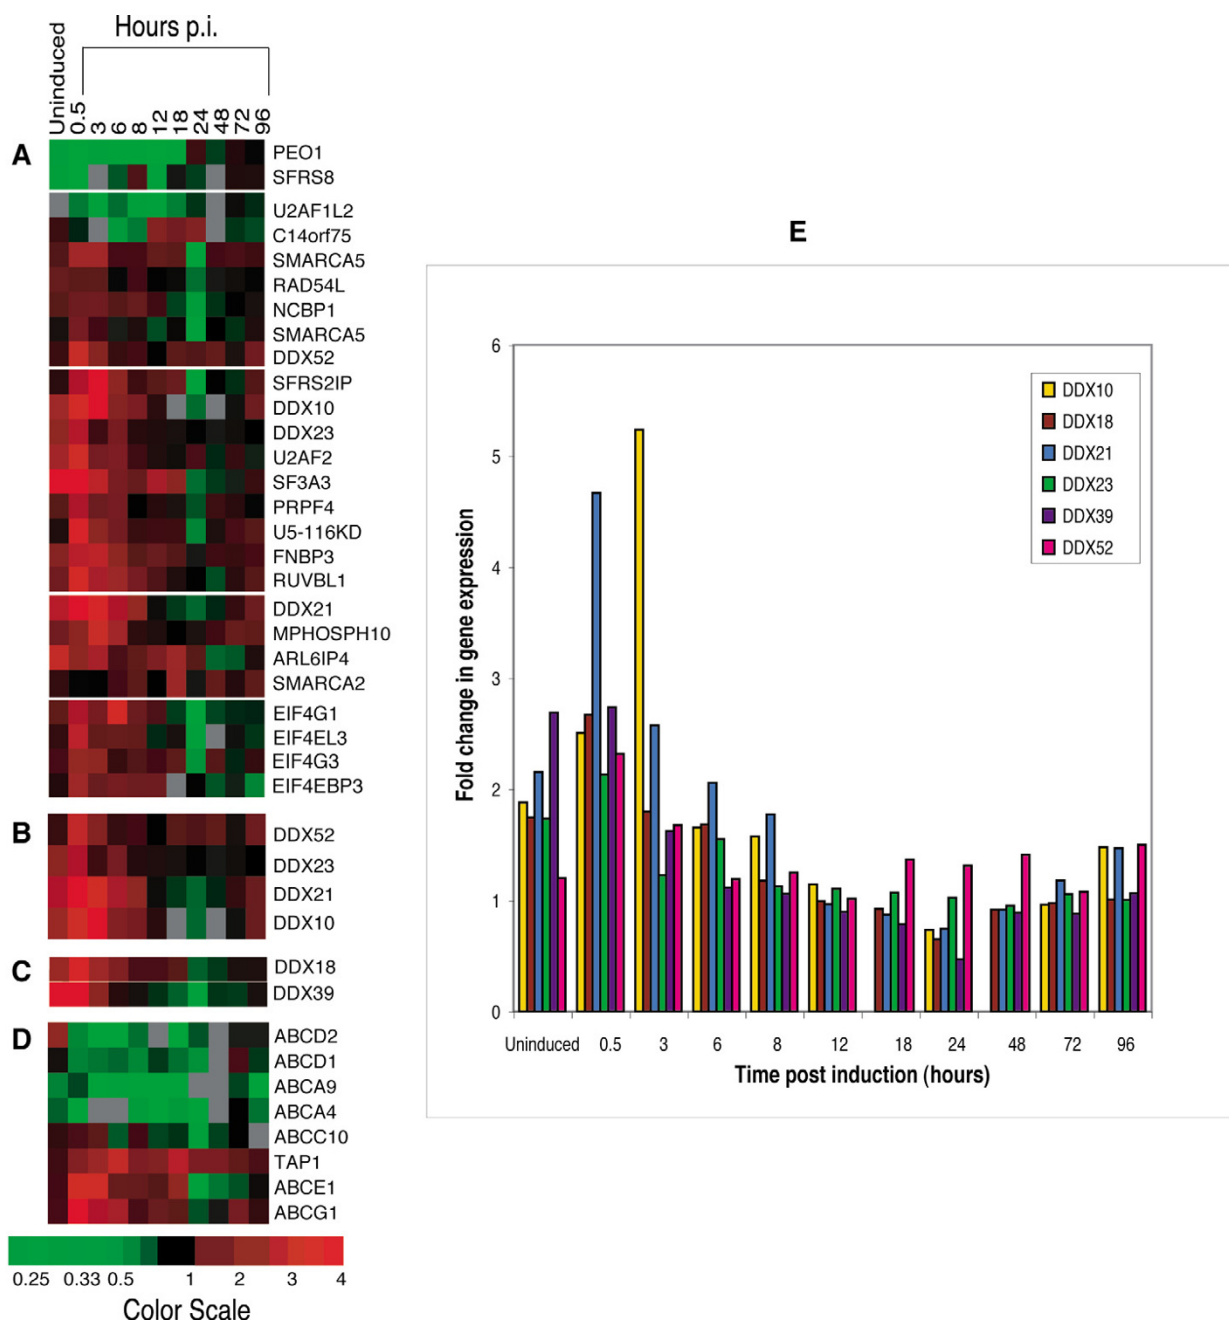 Hours p.i.
Uninduced
0.5
3
6
8
12
18
24
48
72
96
A
PEO1
SFRS8
U2AF1L2
C14orf75
SMARCA5
RAD54L
NCBP1
SMARCA5
DDX52
SFRS2IP
DDX10
DDX23
U2AF2
SF3A3
PRPF4
U5-116KD
FNBP3
RUVBL1
DDX21
MPHOSPH10
ARL6IP4
SMARCA2
EIF4G1
EIF4EL3
EIF4G3
EIF4EBP3
B
DDX52
DDX23
DDX21
DDX10
C
DDX18
DDX39
D
ABCD2
ABCD1
ABCA9
ABCA4
ABCC10
TAP1
ABCE1
ABCG1
0.25 0.33 0.5 1 2 3 4
Color Scale
E
Fold change in gene expression
6
5
4
3
2
1
0
DDX10
DDX18
DDX21
DDX23
DDX39
DDX52
Uninduced 0.5 3 6 8 12 18 24 48 72 96
Time post induction (hours)